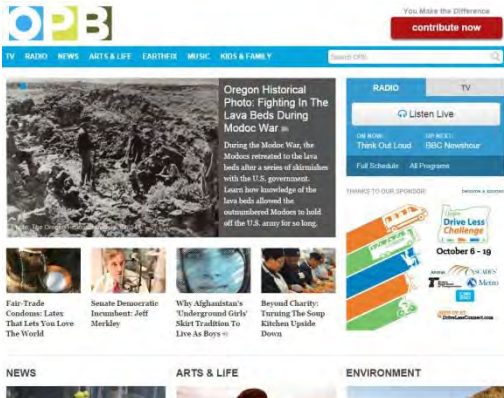 OPB
You Make the Difference
contribute now
TV RADIO NEWS ARTS & LIFE EARTHFIX MUSIC KIDS & FAMILY
Search OPB
Oregon Historical
Photo: Fighting In The
Lava Beds During
Modoc War
During the Modoc War, the
Modocs retreated to the lava
beds after a series of skirmishes
with the U.S. government.
Learn how knowledge of the
lava beds allowed the
outnumbered Modocs to hold
off the U.S. army for so long.
RADIO TV
Listen Live
ON NOW:
Think Out Loud
UP NEXT:
BBC Newshour
Full Schedule All Programs
THANKS TO OUR SPONSOR:
Drive Less
Challenge
October 6 - 19
Metro
DriveLessConnect.com
Fair-Trade
Condoms: Latex
That Lets You Love
The World
Senate Democratic
Incumbent: Jeff
Merkley
Why Afghanistan's
'Underground Girls'
Skirt Tradition To
Live As Boys
Beyond Charity:
Turning The Soup
Kitchen Upside
Down
NEWS
ARTS & LIFE
ENVIRONMENT